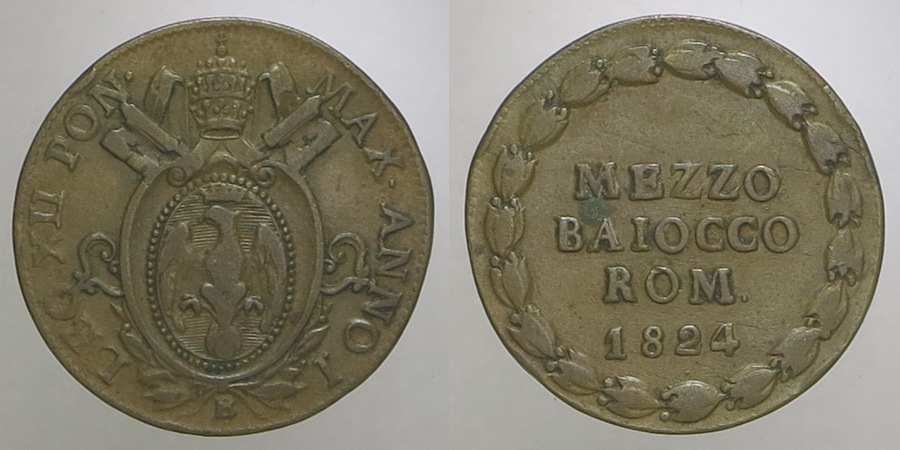 LEO XII PON. MAX. ANNO I
B
MEZZO
BAIOCCO
ROM.
1824